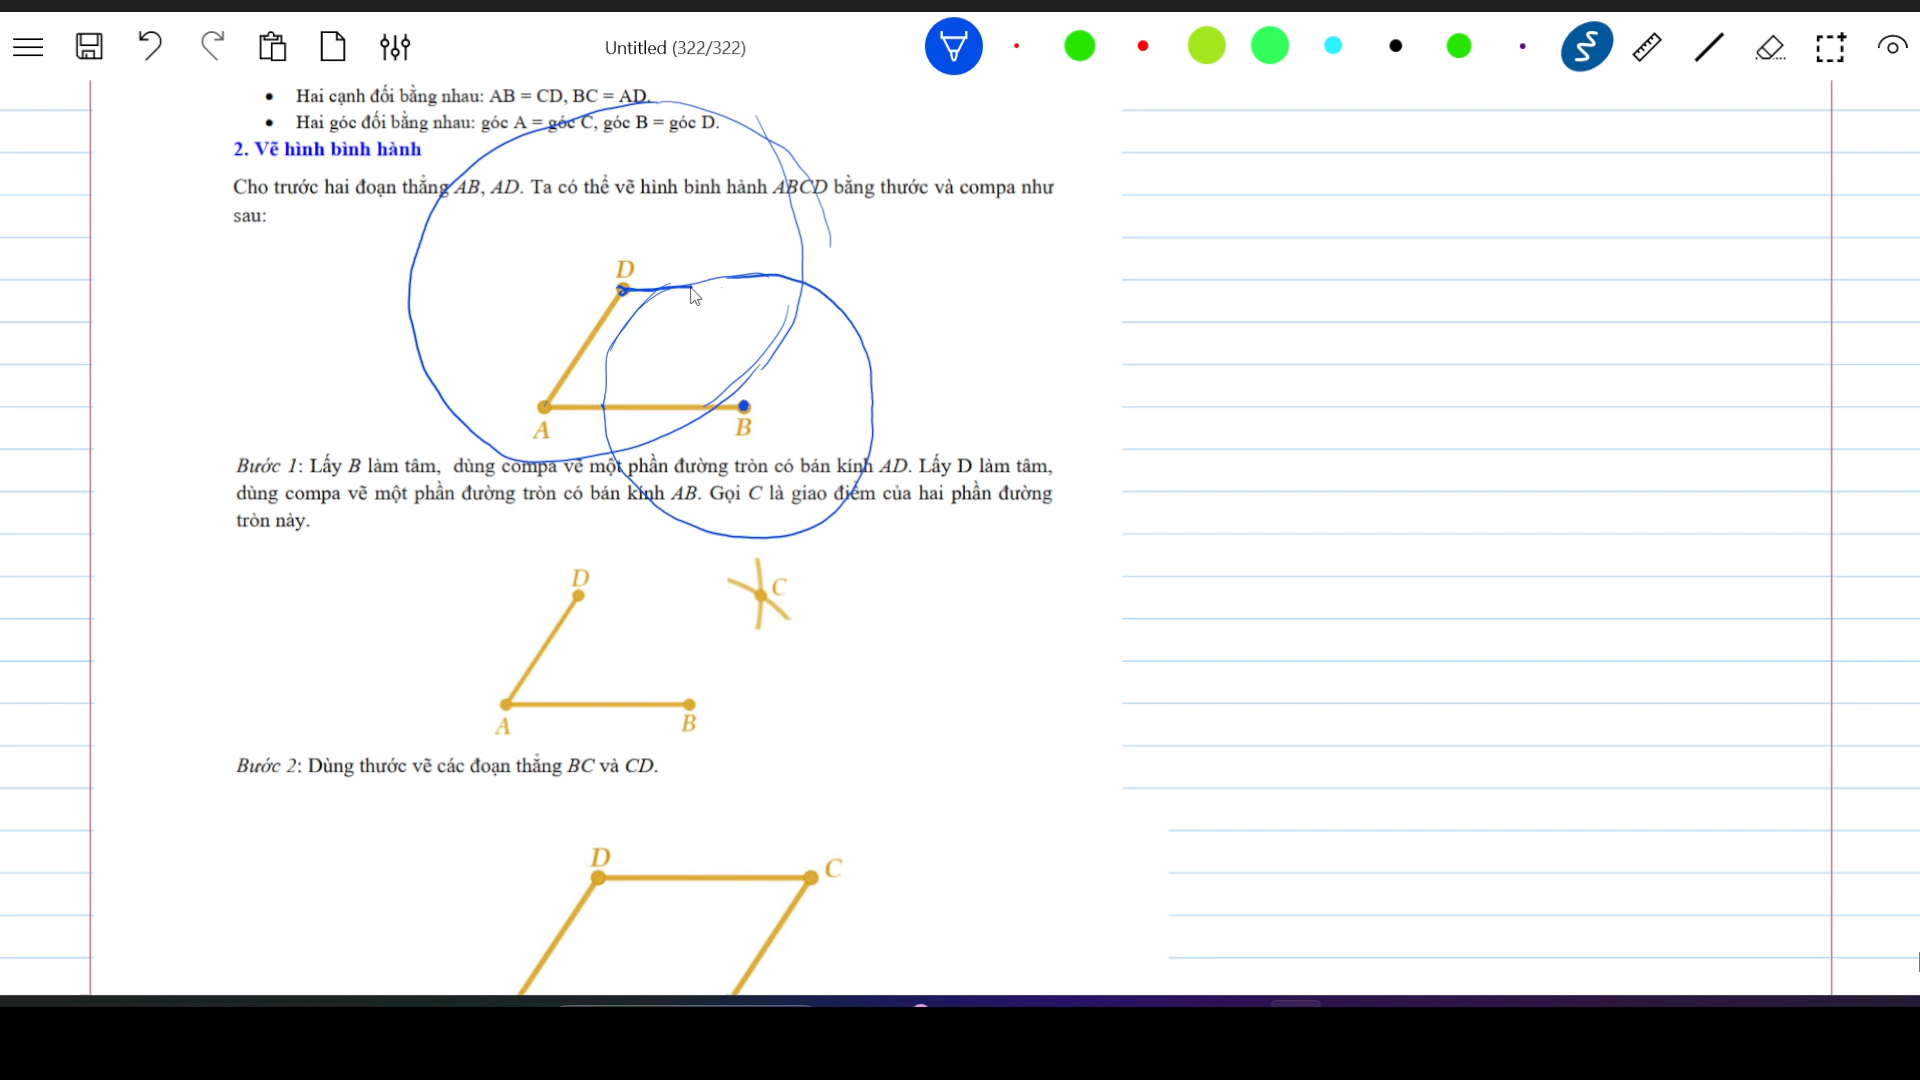 Untitled (322/322)
• Hai cạnh đối bằng nhau: AB = CD, BC = AD.
• Hai góc đối bằng nhau: góc A = góc C, góc B = góc D.
2. Vẽ hình bình hành
Cho trước hai đoạn thẳng AB, AD. Ta có thể vẽ hình bình hành ABCD bằng thước và compa như
sau:
D
A
B
Bước 1: Lấy B làm tâm, dùng compa vẽ một phần đường tròn có bán kính AD. Lấy D làm tâm,
dùng compa vẽ một phần đường tròn có bán kính AB. Gọi C là giao điểm của hai phần đường
tròn này.
D
C
A
B
Bước 2: Dùng thước vẽ các đoạn thẳng BC và CD.
D
C